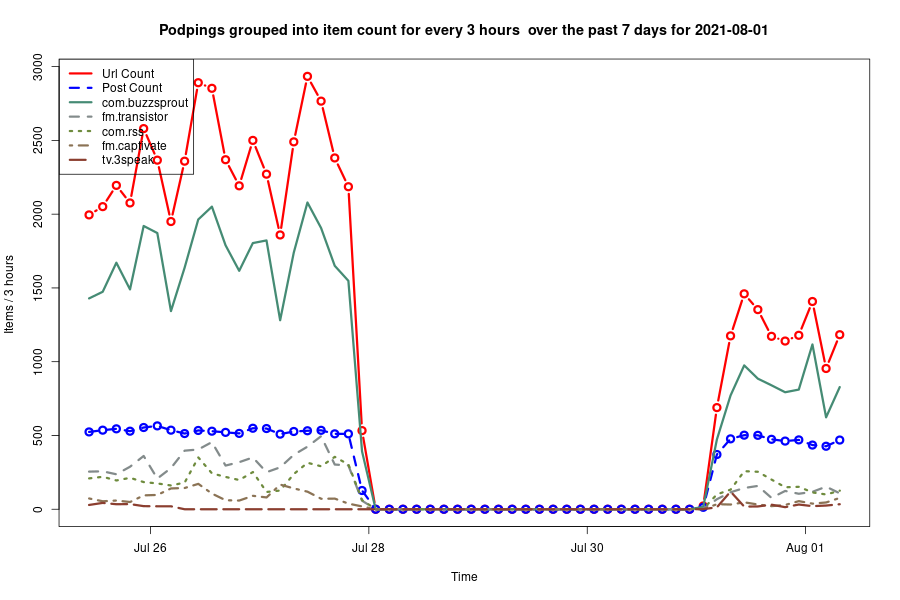 Podpings grouped into item count for every 3 hours  over the past 7 days for 2021-08-01
Url Count
Post Count
com.buzzsprout
fm.transistor
com.rss
fm.captivate
tv.3speak
Items / 3 hours
3000
2500
2000
1500
1000
500
0
Jul 26
Jul 28
Jul 30
Aug 01
Time